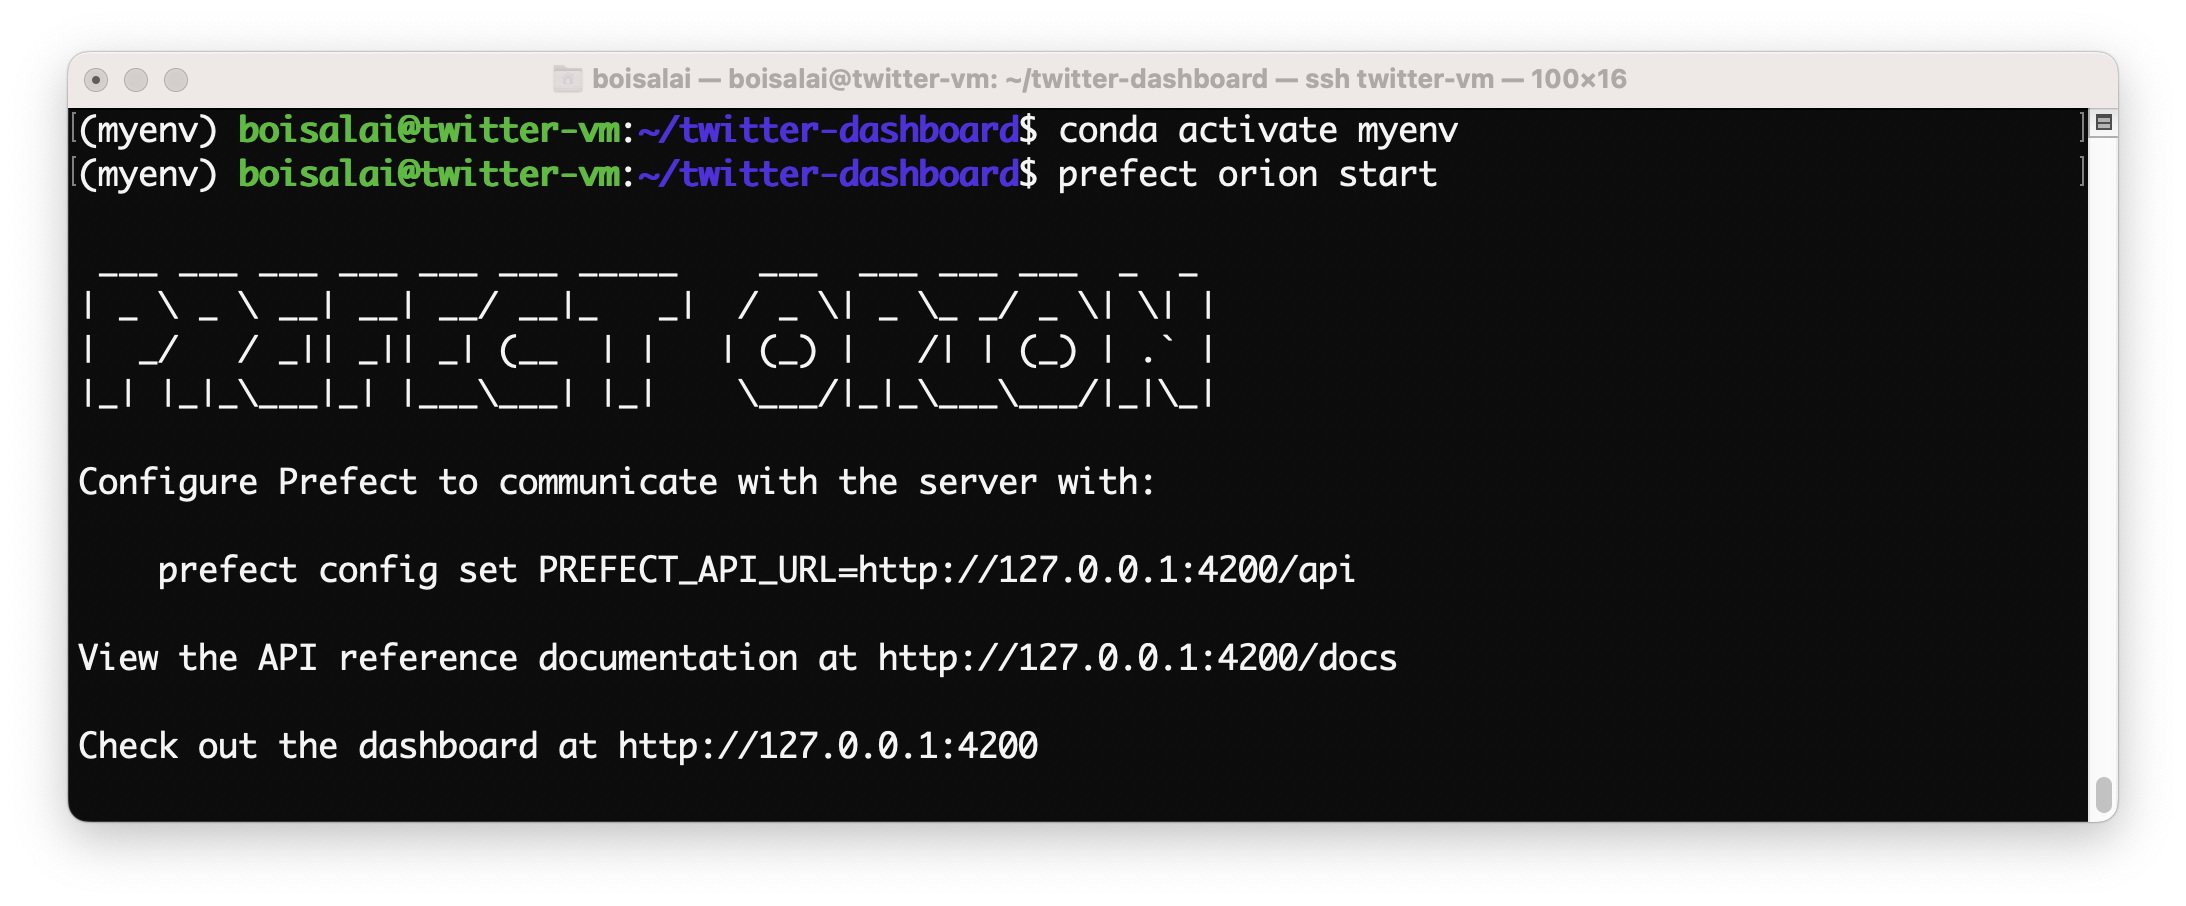 boisalai — boisalai@twitter-vm: ~/twitter-dashboard — ssh twitter-vm — 100×16
(myenv) boisalai@twitter-vm:~/twitter-dashboard$ conda activate myenv
(myenv) boisalai@twitter-vm:~/twitter-dashboard$ prefect orion start
 ___ ___ ___ ___ ___ ___ _____    ___  ___ ___ ___  _  _
| _ \ _ \ __| __| __/ __|_   _|  / _ \| _ \_ _/ _ \| \| |
|  _/   / _|| _|| _| (__  | |   | (_) |   /| | (_) | .` |
|_| |_|_\___|_| |___\___| |_|    \___/|_|_\___\___/|_|\_|
Configure Prefect to communicate with the server with:
    prefect config set PREFECT_API_URL=http://127.0.0.1:4200/api
View the API reference documentation at http://127.0.0.1:4200/docs
Check out the dashboard at http://127.0.0.1:4200